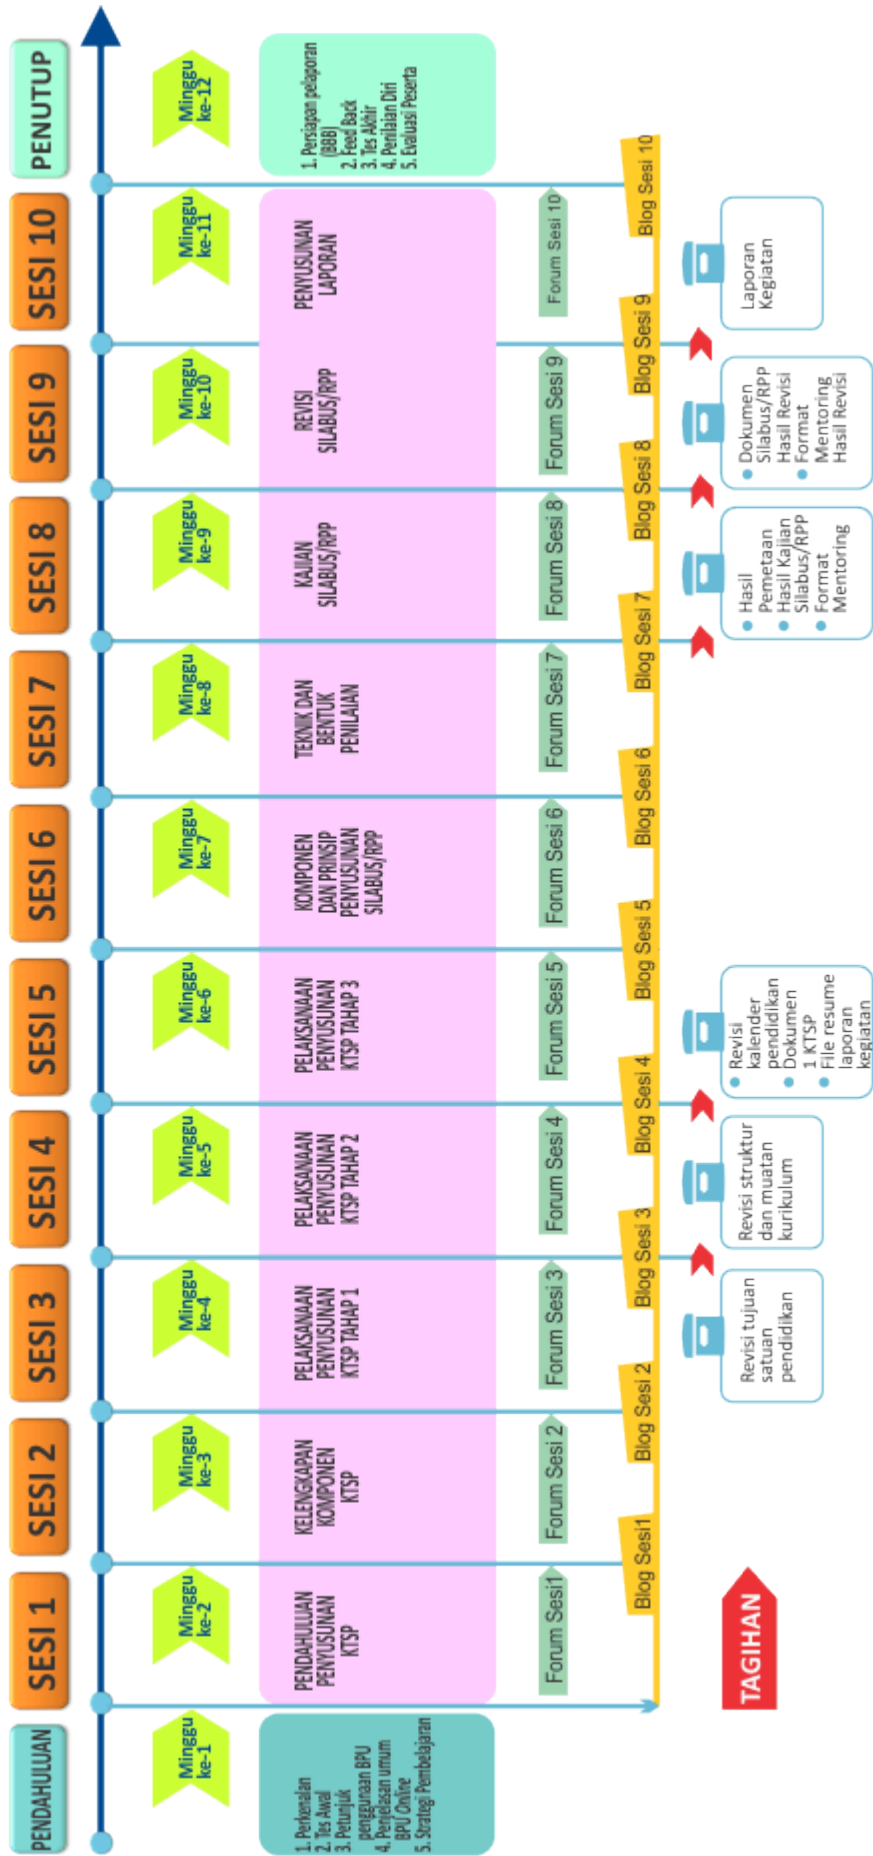 PENDAHULUAN
SESI 1
SESI 2
SESI 3
SESI 4
SESI 5
SESI 6
SESI 7
SESI 8
SESI 9
SESI 10
PENUTUP
Minggu
ke-1
Minggu
ke-2
Minggu
ke-3
Minggu
ke-4
Minggu
ke-5
Minggu
ke-6
Minggu
ke-7
Minggu
ke-8
Minggu
ke-9
Minggu
ke-10
Minggu
ke-11
Minggu
ke-12
1. Perkenalan
2. Tes Awal
3. Petunjuk
penggunaan BPU
4. Penjelasan umum
BPU Online
5. Strategi Pembelajaran
PENDAHULUAN
PENYUSUNAN
KTSP
KELENGKAPAN
KOMPONEN
KTSP
PELAKSANAAN
PENYUSUNAN
KTSP TAHAP 1
PELAKSANAAN
PENYUSUNAN
KTSP TAHAP 2
PELAKSANAAN
PENYUSUNAN
KTSP TAHAP 3
KOMPONEN
DAN PRINSIP
PENYUSUNAN
SILABUS/RPP
TEKNIK DAN
BENTUK
PENILAIAN
KAJIAN
SILABUS/RPP
REVISI
SILABUS/RPP
PENYUSUNAN
LAPORAN
1. Persiapan pelaporan
(BBB)
2. Feed Back
3. Tes Akhir
4. Penilaian Diri
5. Evaluasi Peserta
Forum Sesi1
Forum Sesi 2
Forum Sesi 3
Forum Sesi 4
Forum Sesi 5
Forum Sesi 6
Forum Sesi 7
Forum Sesi 8
Forum Sesi 9
Forum Sesi 10
Blog Sesi1
Blog Sesi 2
Blog Sesi 3
Blog Sesi 4
Blog Sesi 5
Blog Sesi 6
Blog Sesi 7
Blog Sesi 8
Blog Sesi 9
Blog Sesi 10
TAGIHAN
Revisi tujuan
satuan
pendidikan
Revisi struktur
dan muatan
kurikulum
• Revisi
kalender
pendidikan
• Dokumen
1 KTSP
• File resume
laporan
kegiatan
• Hasil
Pemetaan
• Hasil Kajian
Silabus/RPP
• Format
Mentoring
• Dokumen
Silabus/RPP
Hasil Revisi
• Format
Mentoring
Hasil Revisi
Laporan
Kegiatan